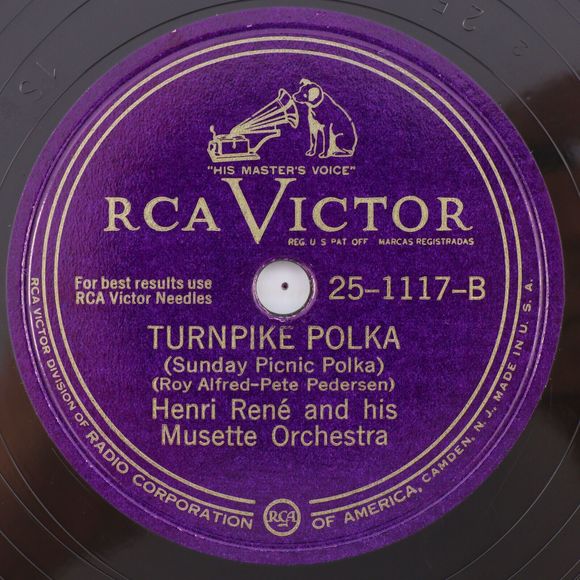 "HIS MASTER'S VOICE"
RCA VICTOR
REG. U S PAT OFF MARCAS REGISTRADAS
For best results use
RCA Victor Needles
25-1117-B
TURNPIKE POLKA
(Sunday Picnic Polka)
(Roy Alfred-Pete Pedersen)
Henri René and his
Musette Orchestra
RCA VICTOR DIVISION OF RADIO CORPORATION OF AMERICA, CAMDEN, N. J., MADE IN U. S. A.
RCA